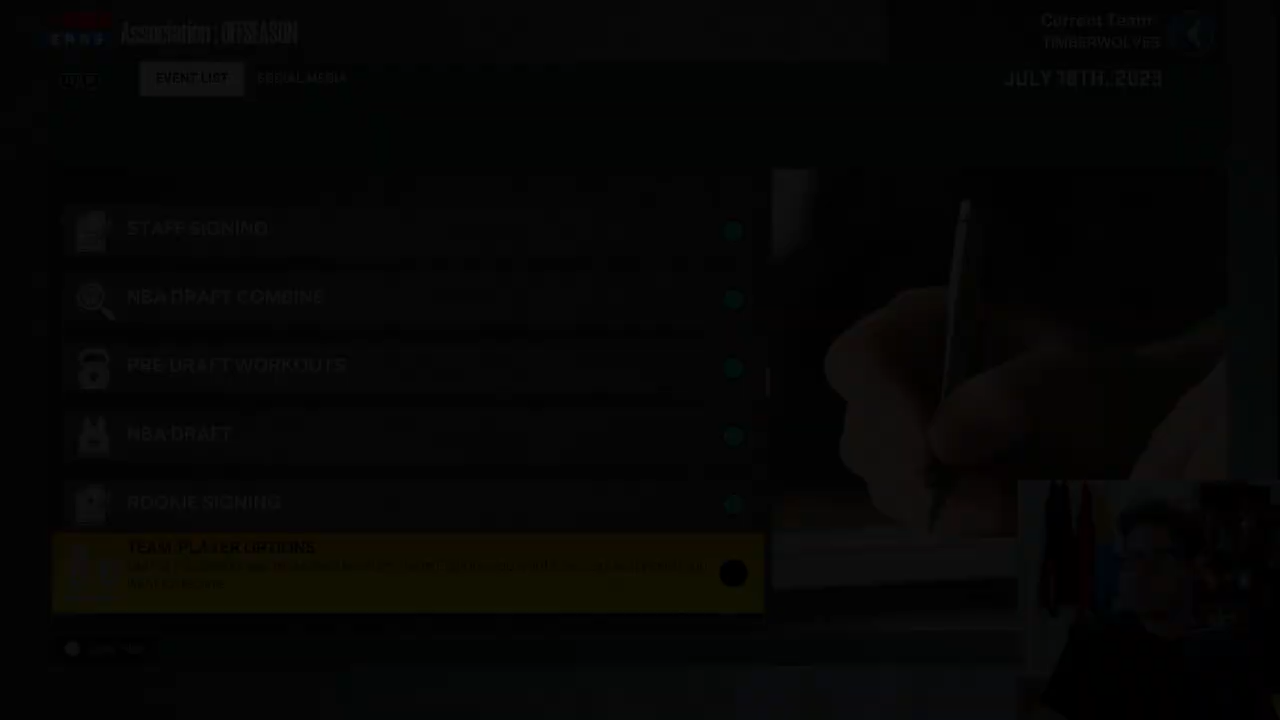 Association : OFFSEASON
Current Team:
TIMBERWOLVES
EVENT LIST
SOCIAL MEDIA
JULY 18TH, 2023
STAFF SIGNING
NBA DRAFT COMBINE
PRE-DRAFT WORKOUTS
NBA DRAFT
ROOKIE SIGNING
TEAM/PLAYER OPTIONS